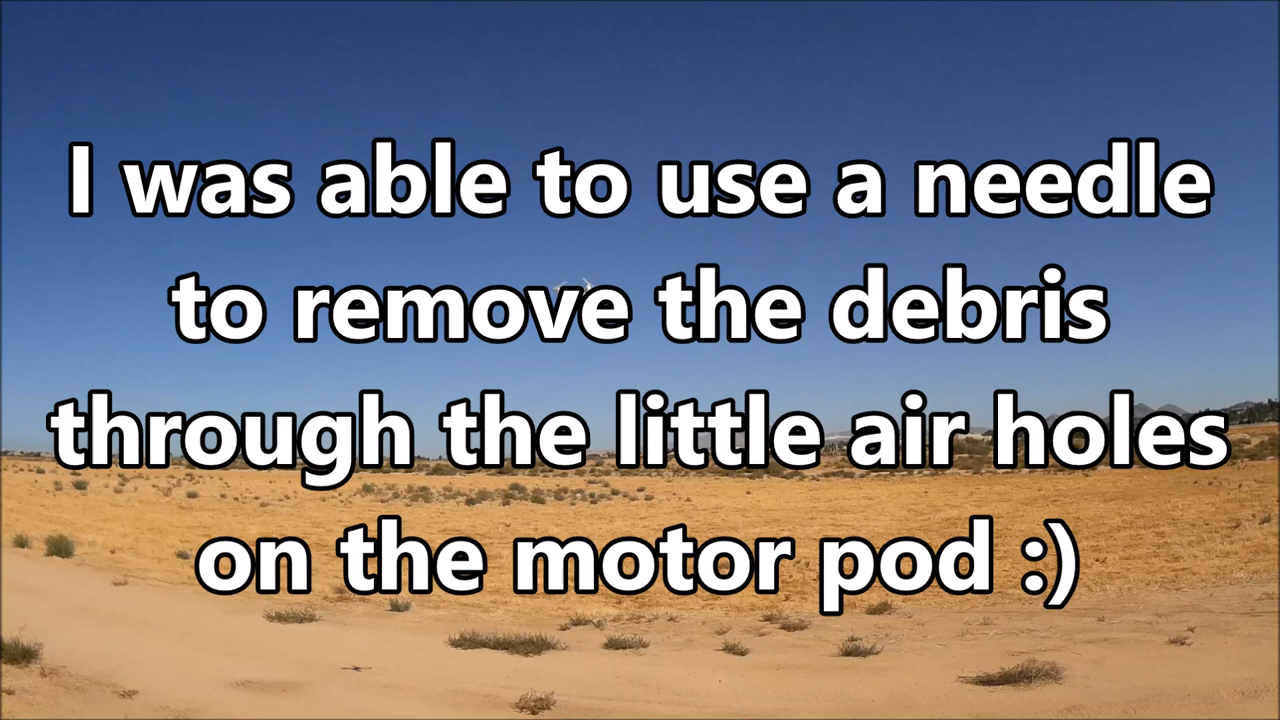 I was able to use a needle
to remove the debris
through the little air holes
on the motor pod :)